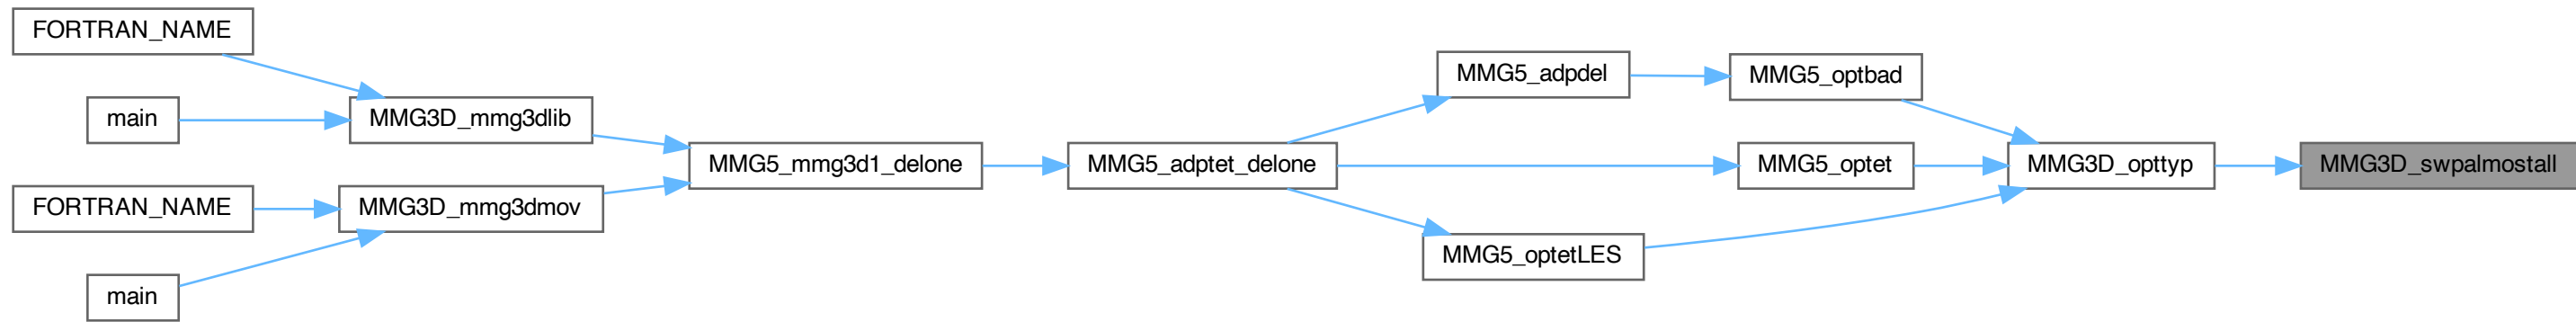 FORTRAN_NAME
main
MMG3D_mmg3dlib
FORTRAN_NAME
main
MMG3D_mmg3dmov
MMG5_mmg3d1_delone
MMG5_adptet_delone
MMG5_adpdel
MMG5_optbad
MMG5_optet
MMG5_optetLES
MMG3D_opttyp
MMG3D_swpalmostall